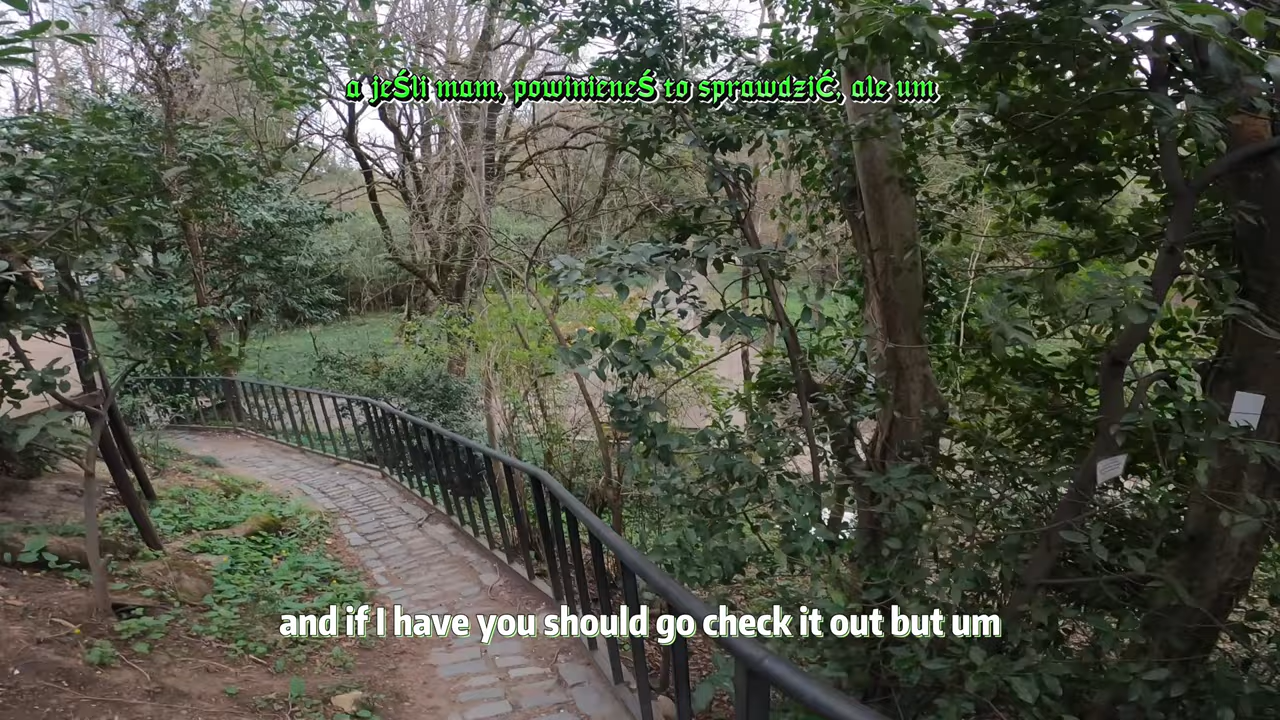 a jeŚli mam, powinieneŚ to sprawdziĆ, ale um
and if I have you should go check it out but um